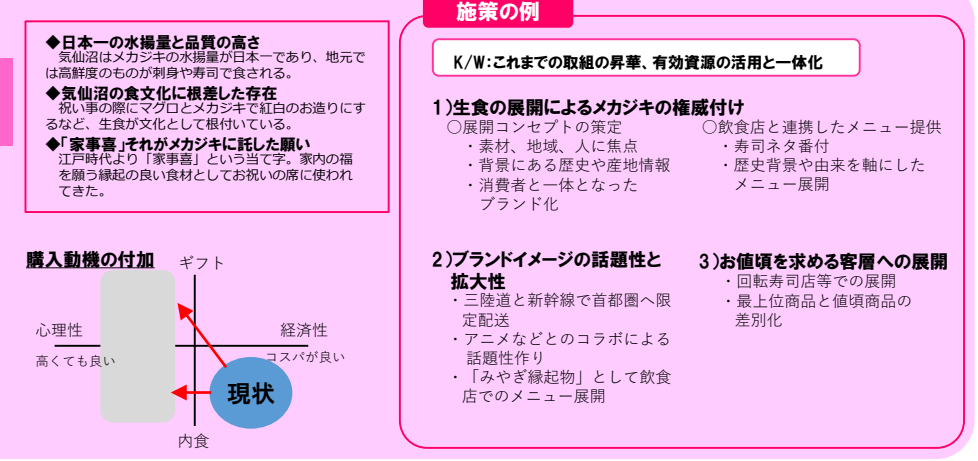 ◆日本一の水揚量と品質の高さ
気仙沼はメカジキの水揚量が日本一であり、地元で
は高鮮度のものが刺身や寿司で食される。
◆気仙沼の食文化に根差した存在
祝い事の際にマグロとメカジキで紅白のお造りにす
るなど、生食が文化として根付いている。
◆「家事喜」それがメカジキに託した願い
江戸時代より「家事喜」という当て字。家内の福
を願う縁起の良い食材としてお祝いの席に使われ
てきた。
購入動機の付加
ギフト
心理性
経済性
高くても良い
コスパが良い
現状
内食
施策の例
K/W:これまでの取組の昇華、有効資源の活用と一体化
1)生食の展開によるメカジキの権威付け
○展開コンセプトの策定
・素材、地域、人に焦点
・背景にある歴史や産地情報
・消費者と一体となった
ブランド化
○飲食店と連携したメニュー提供
・寿司ネタ番付
・歴史背景や由来を軸にした
メニュー展開
2)ブランドイメージの話題性と
拡大性
・三陸道と新幹線で首都圏へ限
定配送
・アニメなどとのコラボによる
話題性作り
・「みやぎ縁起物」として飲食
店でのメニュー展開
3)お値頃を求める客層への展開
・回転寿司店等での展開
・最上位商品と値頃商品の
差別化